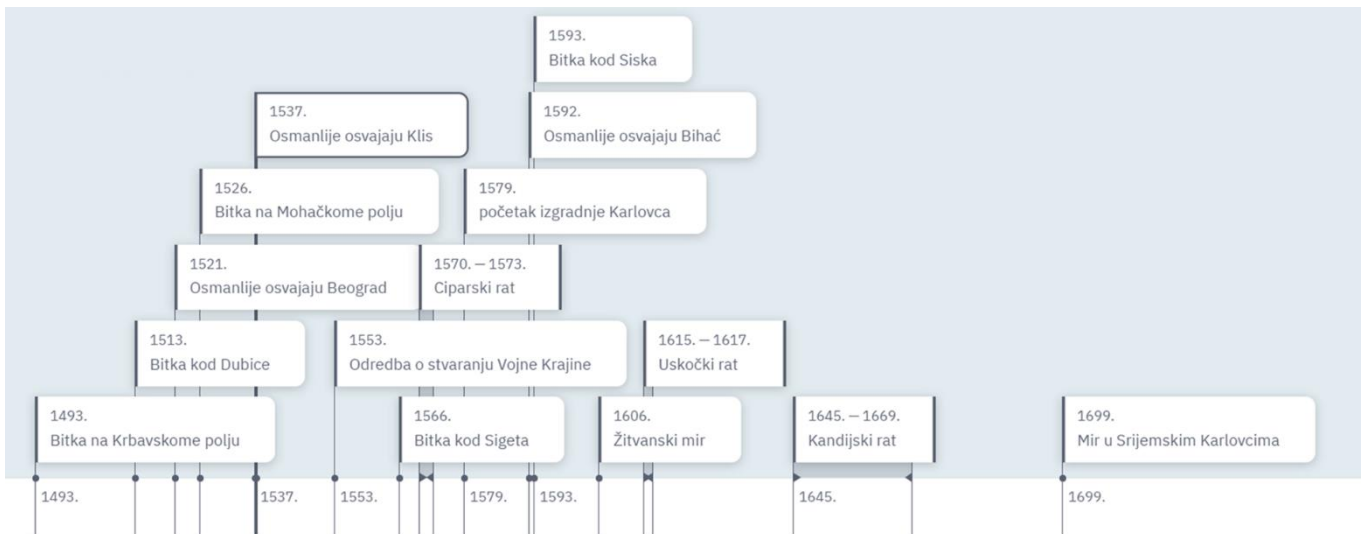 1593.
Bitka kod Siska
1537.
Osmanlije osvajaju Klis
1592.
Osmanlije osvajaju Bihać
1526.
Bitka na Mohačkome polju
1579.
početak izgradnje Karlovca
1521.
Osmanlije osvajaju Beograd
1570. — 1573.
Ciparski rat
1513.
Bitka kod Dubice
1553.
Odredba o stvaranju Vojne Krajine
1615. — 1617.
Uskočki rat
1493.
Bitka na Krbavskome polju
1566.
Bitka kod Sigeta
1606.
Žitvanski mir
1645. — 1669.
Kandijski rat
1699.
Mir u Srijemskim Karlovcima
1493.
1537.
1553.
1579.
1593.
1645.
1699.